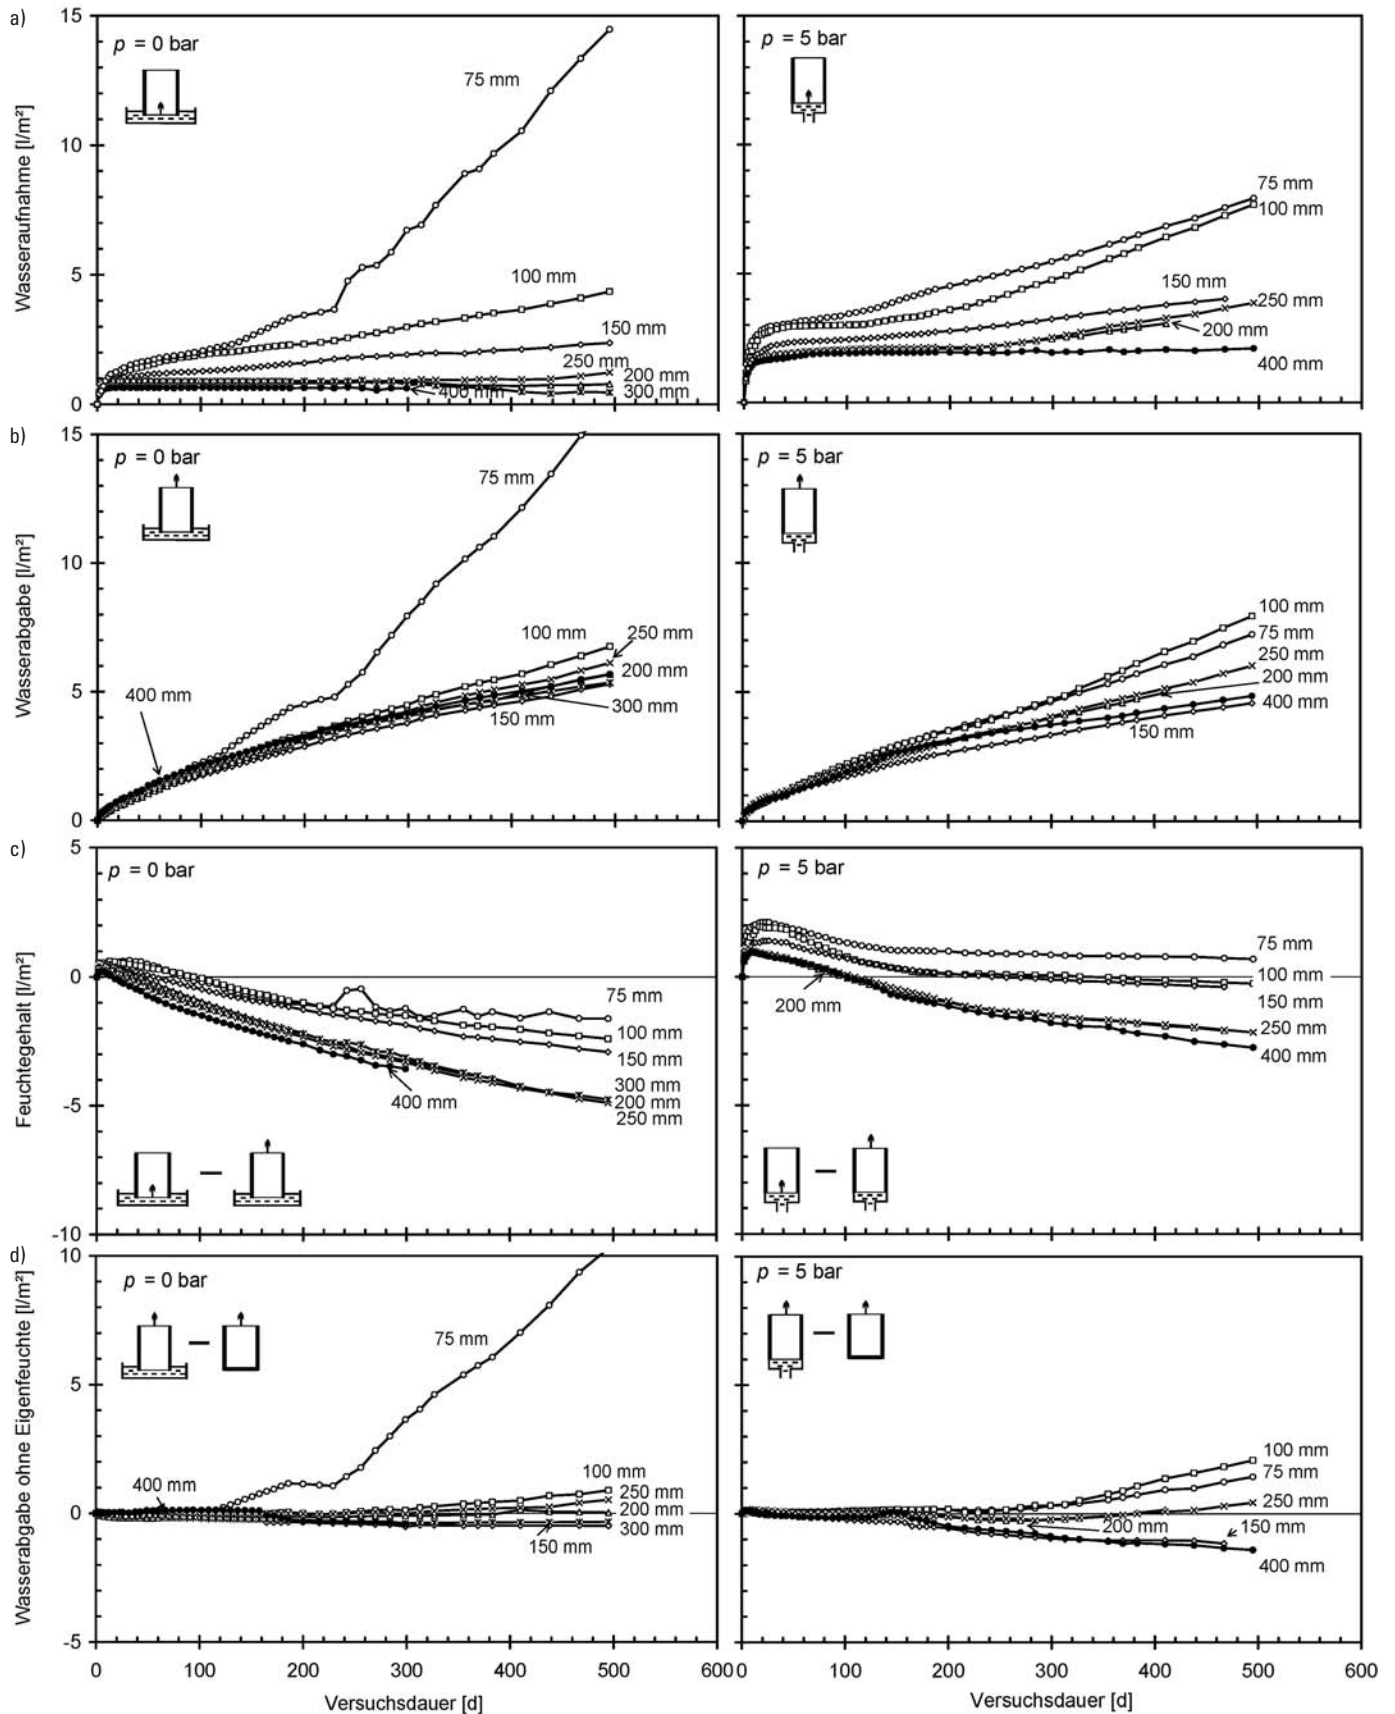 a)
Wasseraufnahme [l/m²]
15
10
5
0
p = 0 bar
75 mm
100 mm
150 mm
250 mm
200 mm
400 mm
300 mm
p = 5 bar
75 mm
100 mm
150 mm
250 mm
200 mm
400 mm
0 100 200 300 400 500 600
b)
Wasserabgabe [l/m²]
15
10
5
0
p = 0 bar
75 mm
100 mm
250 mm
200 mm
400 mm
300 mm
150 mm
p = 5 bar
100 mm
75 mm
250 mm
200 mm
400 mm
150 mm
c)
Feuchtegehalt [l/m²]
5
0
-5
-10
p = 0 bar
75 mm
100 mm
150 mm
300 mm
200 mm
400 mm
250 mm
p = 5 bar
75 mm
100 mm
200 mm
150 mm
250 mm
400 mm
d)
Wasserabgabe ohne Eigenfeuchte [l/m²]
10
5
0
-5
p = 0 bar
75 mm
100 mm
400 mm
250 mm
200 mm
300 mm
150 mm
0 100 200 300 400 500 600
Versuchsdauer [d]
p = 5 bar
100 mm
75 mm
250 mm
200 mm
150 mm
400 mm
0 100 200 300 400 500 600
Versuchsdauer [d]